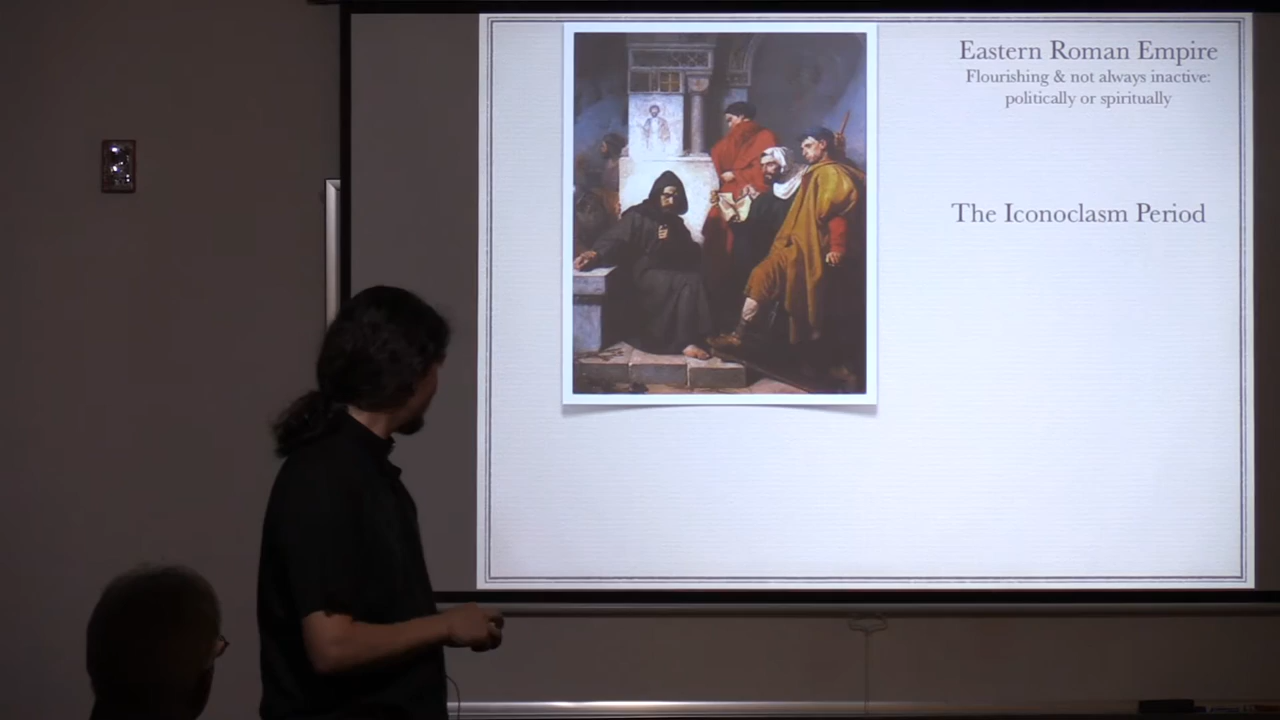 Eastern Roman Empire
Flourishing & not always inactive:
politically or spiritually
The Iconoclasm Period